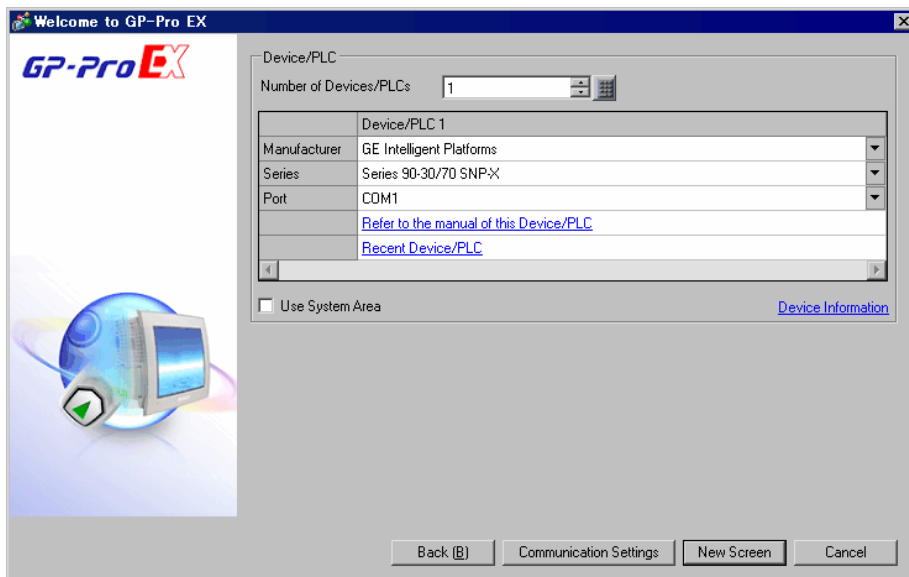 Welcome to GP-Pro EX
GP-Pro EX
Device/PLC
Number of Devices/PLCs 1
Device/PLC 1
Manufacturer GE Intelligent Platforms
Series Series 90-30/70 SNP-X
Port COM1
Refer to the manual of this Device/PLC
Recent Device/PLC
Use System Area Device Information
Back (B) Communication Settings New Screen Cancel